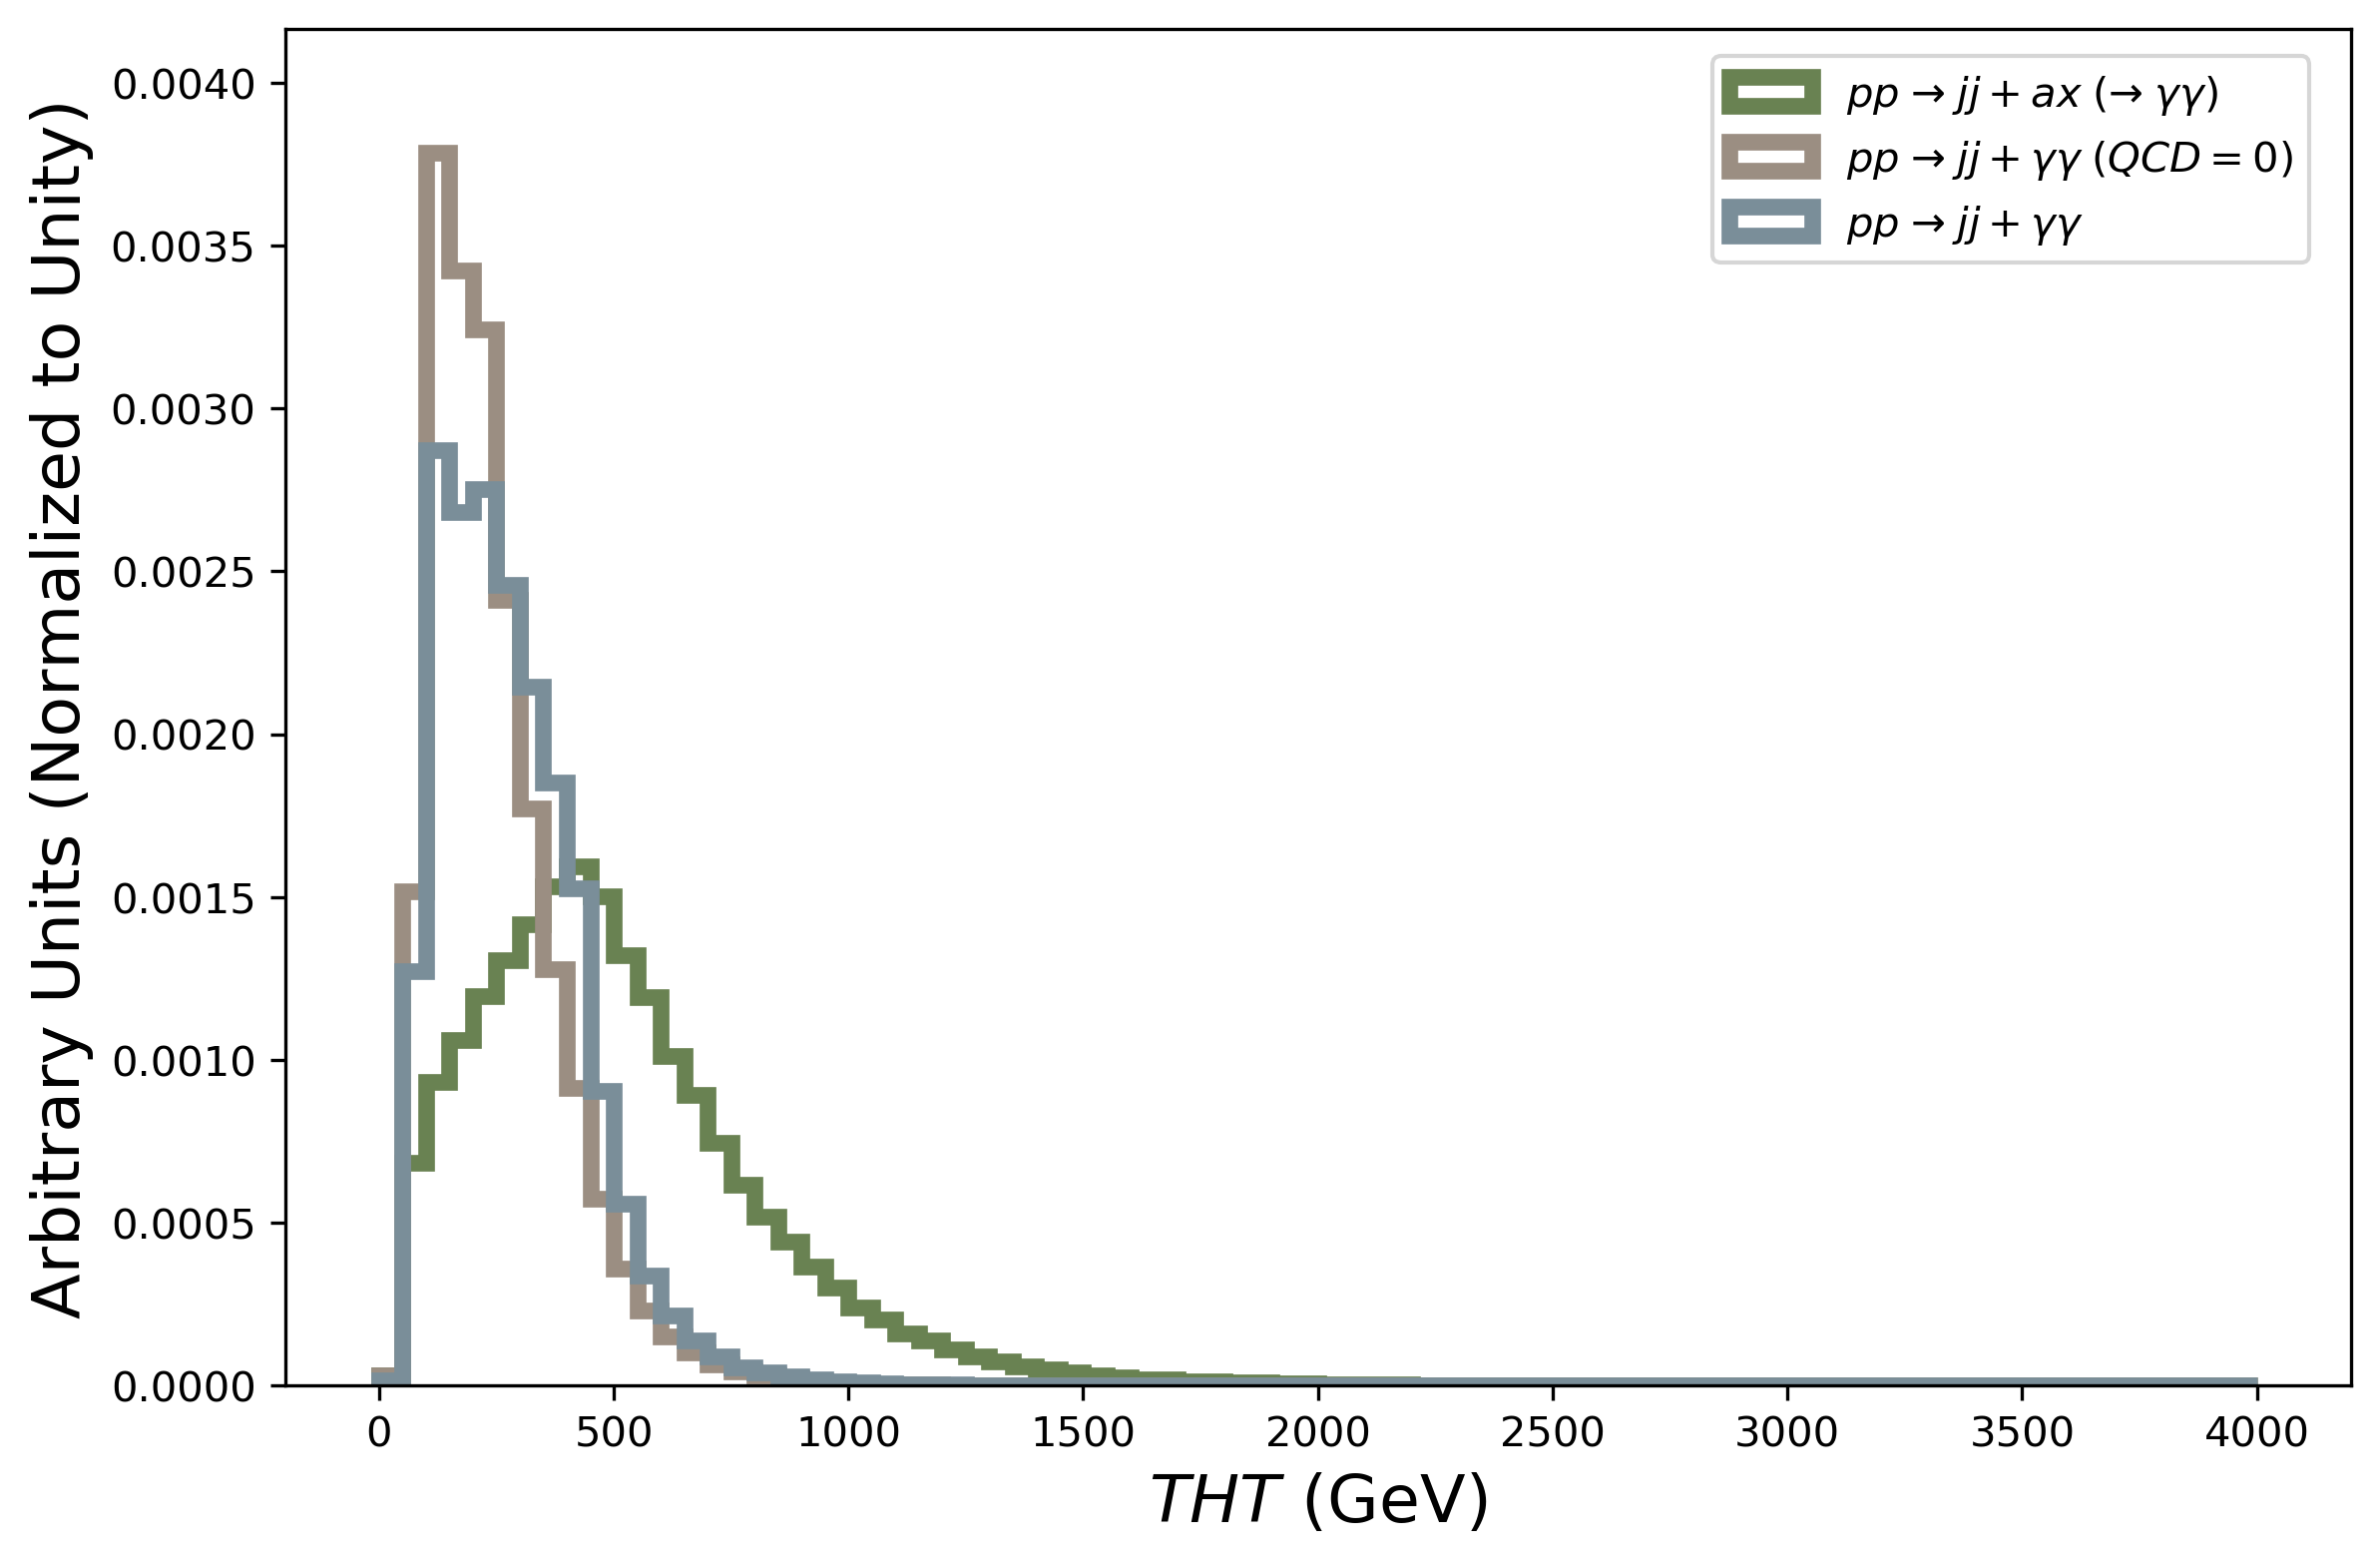 Arbitrary Units (Normalized to Unity)
0.0040
0.0035
0.0030
0.0025
0.0020
0.0015
0.0010
0.0005
0.0000
pp → jj + ax (→ γγ)
pp → jj + γγ (QCD = 0)
pp → jj + γγ
0 500 1000 1500 2000 2500 3000 3500 4000
THT (GeV)